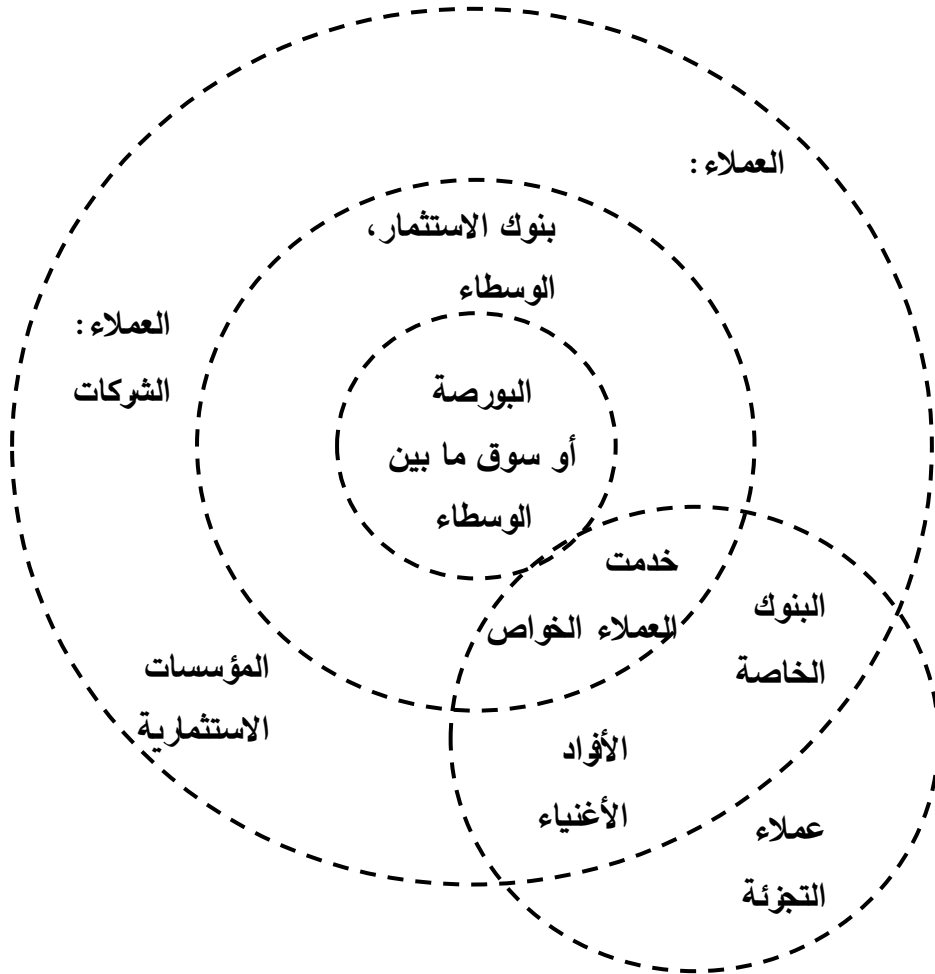 العملاء:
بنوك الاستثمار،
الوسطاء
العملاء:
الشركات
البورصة
أو سوق ما بين
الوسطاء
خدمت
العملاء الخواص
البنوك
الخاصة
المؤسسات
الاستثمارية
الأفواد
الأغنياء
عملاء
التجزئة